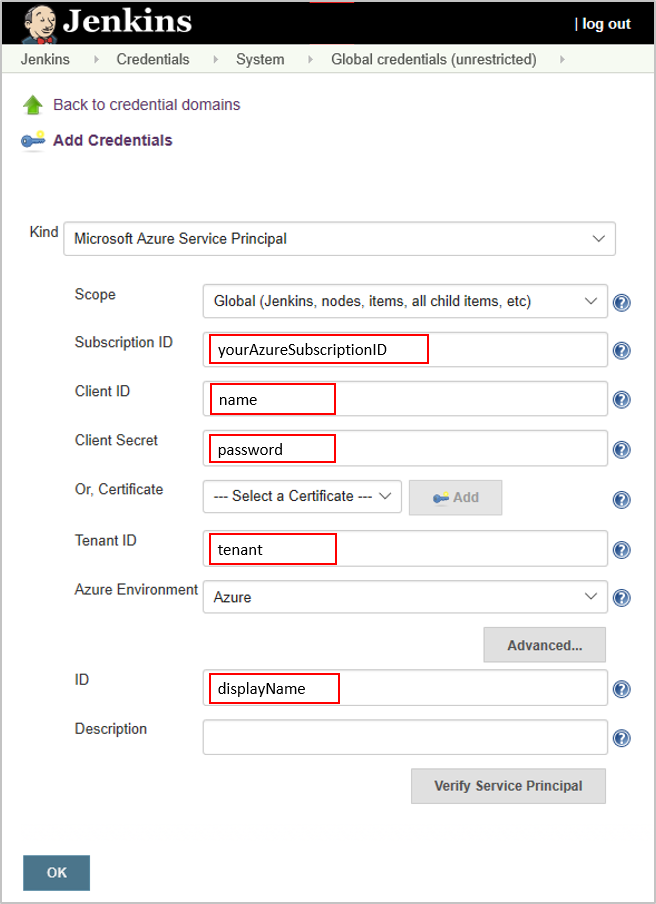 Jenkins
| log out
Jenkins Credentials System Global credentials (unrestricted)
Back to credential domains
Add Credentials
Kind Microsoft Azure Service Principal
Scope Global (Jenkins, nodes, items, all child items, etc) ?
Subscription ID yourAzureSubscriptionID ?
Client ID name ?
Client Secret password ?
Or, Certificate --- Select a Certificate --- Add ?
Tenant ID tenant ?
Azure Environment Azure ?
Advanced...
ID displayName ?
Description ?
Verify Service Principal
OK